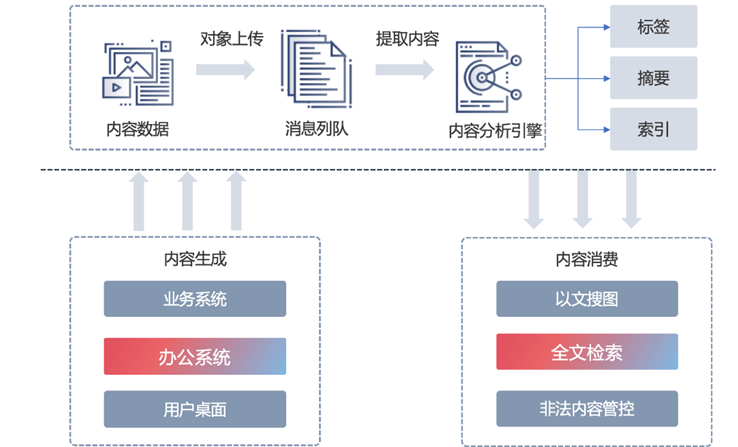 对象上传
提取内容
内容数据
消息列队
内容分析引擎
标签
摘要
索引
内容生成
业务系统
办公系统
用户桌面
内容消费
以文搜图
全文检索
非法内容管控